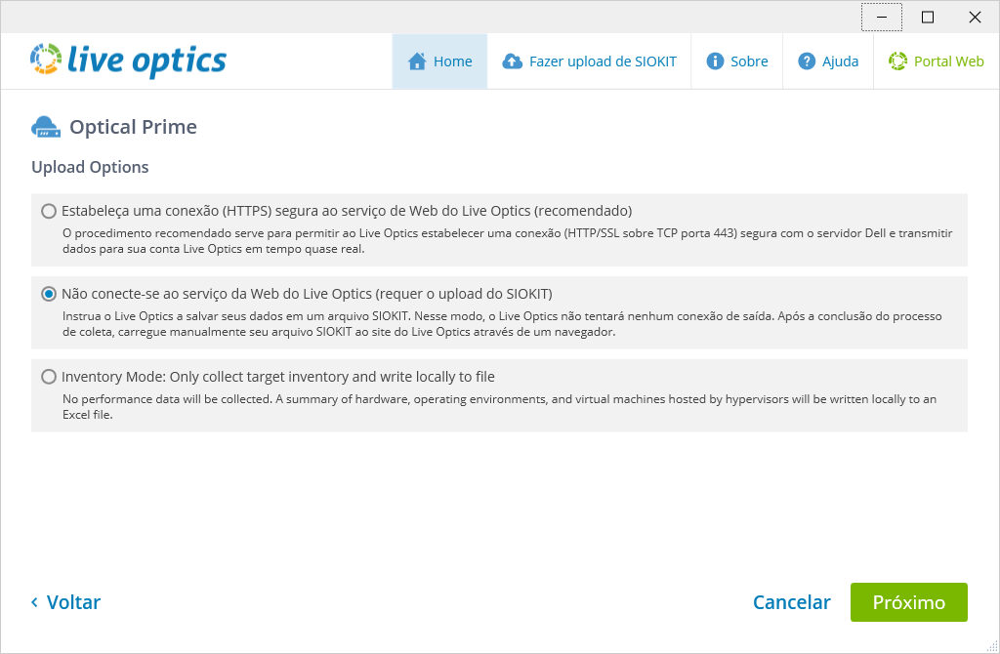 live optics
Home
Fazer upload de SIOKIT
Sobre
Ajuda
Portal Web
Optical Prime
Upload Options
Estabeleça uma conexão (HTTPS) segura ao serviço de Web do Live Optics (recomendado)
O procedimento recomendado serve para permitir ao Live Optics estabelecer uma conexão (HTTP/SSL sobre TCP porta 443) segura com o servidor Dell e transmitir
dados para sua conta Live Optics em tempo quase real.
Não conecte-se ao serviço da Web do Live Optics (requer o upload do SIOKIT)
Instrua o Live Optics a salvar seus dados em um arquivo SIOKIT. Nesse modo, o Live Optics não tentará nenhum conexão de saída. Após a conclusão do processo
de coleta, carregue manualmente seu arquivo SIOKIT ao site do Live Optics através de um navegador.
Inventory Mode: Only collect target inventory and write locally to file
No performance data will be collected. A summary of hardware, operating environments, and virtual machines hosted by hypervisors will be written locally to an
Excel file.
Voltar
Cancelar
Próximo